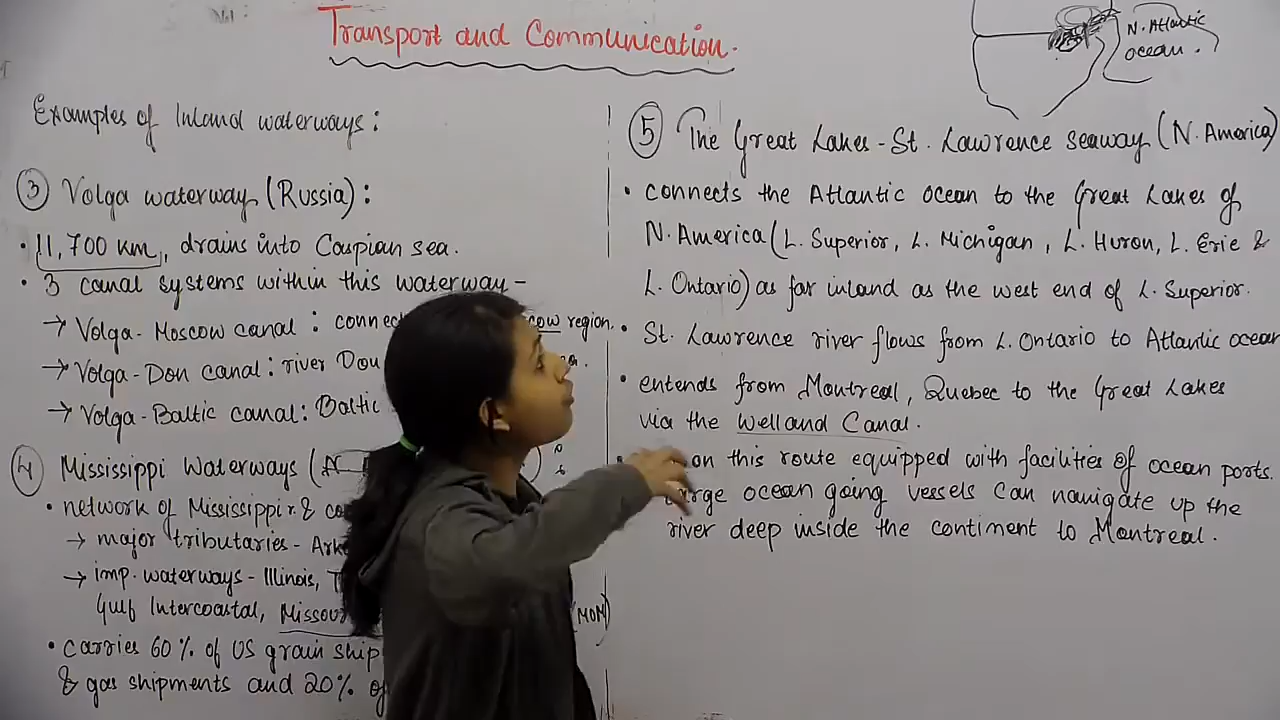 Transport and Communication.
N. Atlantic
ocean.
Examples of Inland waterways:
③ Volga waterway (Russia):
• 11,700 km, drains into Caspian sea.
• 3 canal systems within this waterway -
→ Volga-Moscow canal: connec ow region.
→ Volga-Don canal: river Don
→ Volga-Baltic canal: Baltic
④ Mississippi Waterways (
• network of Mississippi r. & co
→ major tributaries - Ark
→ imp. waterways - Illinois, T
Gulf Intercoastal, Missou (MOM)
• carries 60% of US grain ship
& gas shipments and 20% of
⑤ The Great Lakes - St. Lawrence seaway (N. America)
• connects the Atlantic ocean to the Great Lakes of
N. America (L. Superior, L. Michigan, L. Huron, L. Erie &
L. Ontario) as far inland as the west end of L. Superior.
• St. Lawrence river flows from L. Ontario to Atlantic ocean
• entends from Montreal, Quebec to the Great Lakes
via the Welland Canal.
• on this route equipped with facilities of ocean ports.
arge ocean going vessels can navigate up the
river deep inside the continent to Montreal.